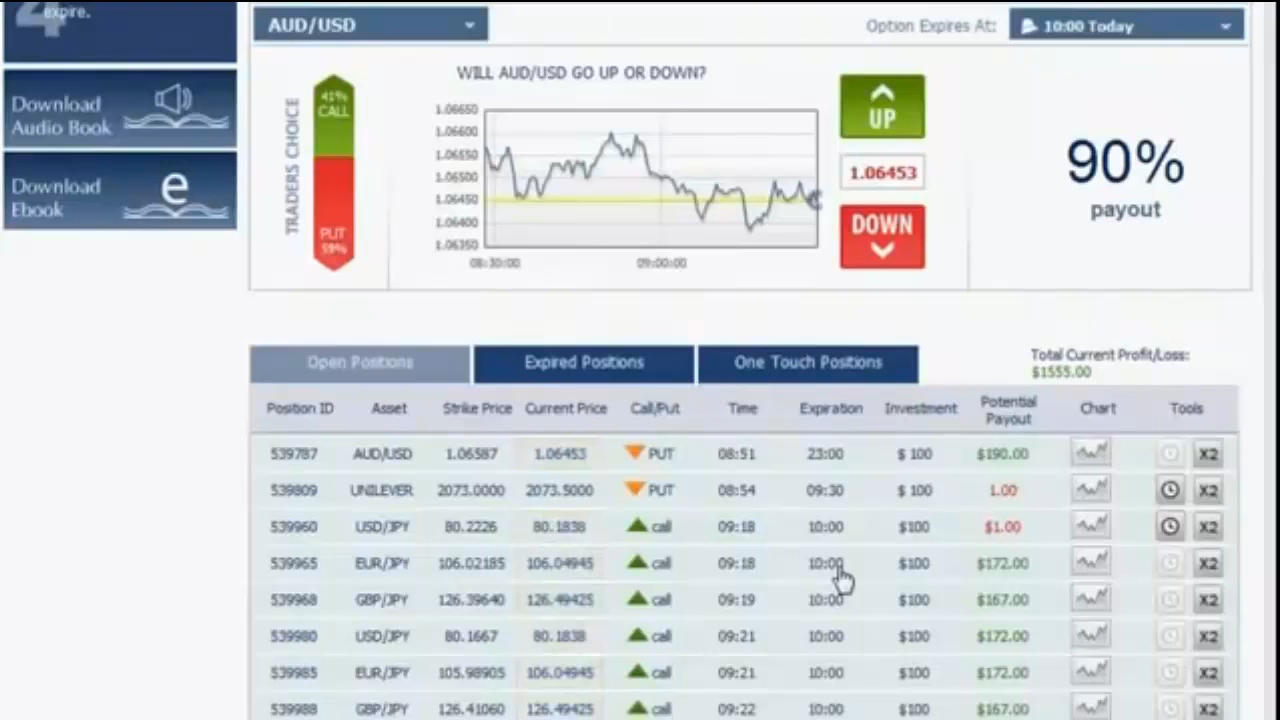 4
expire.
Download
Audio Book
Download
Ebook
e
AUD/USD
Option Expires At:
10:00 Today
WILL AUD/USD GO UP OR DOWN?
TRADERS CHOICE
41%
CALL
PUT
59%
1.06650
1.06600
1.06550
1.06500
1.06450
1.06400
1.06350
08:30:00
09:00:00
UP
1.06453
DOWN
90%
payout
Open Positions
Expired Positions
One Touch Positions
Total Current Profit/Loss:
$1555.00
Position ID Asset Strike Price Current Price Call/Put Time Expiration Investment Potential Payout Chart Tools
539787 AUD/USD 1.06587 1.06453 PUT 08:51 23:00 $ 100 $190.00 X2
539809 UNILEVER 2073.0000 2073.5000 PUT 08:54 09:30 $ 100 1.00 X2
539960 USD/JPY 80.2226 80.1838 call 09:18 10:00 $100 $1.00 X2
539965 EUR/JPY 106.02185 106.04945 call 09:18 10:00 $100 $172.00 X2
539968 GBP/JPY 126.39640 126.49425 call 09:19 10:00 $100 $167.00 X2
539980 USD/JPY 80.1667 80.1838 call 09:21 10:00 $100 $172.00 X2
539985 EUR/JPY 105.98905 106.04945 call 09:21 10:00 $100 $172.00 X2
539988 GBP/JPY 126.41060 126.49425 call 09:22 10:00 $100 $167.00 X2